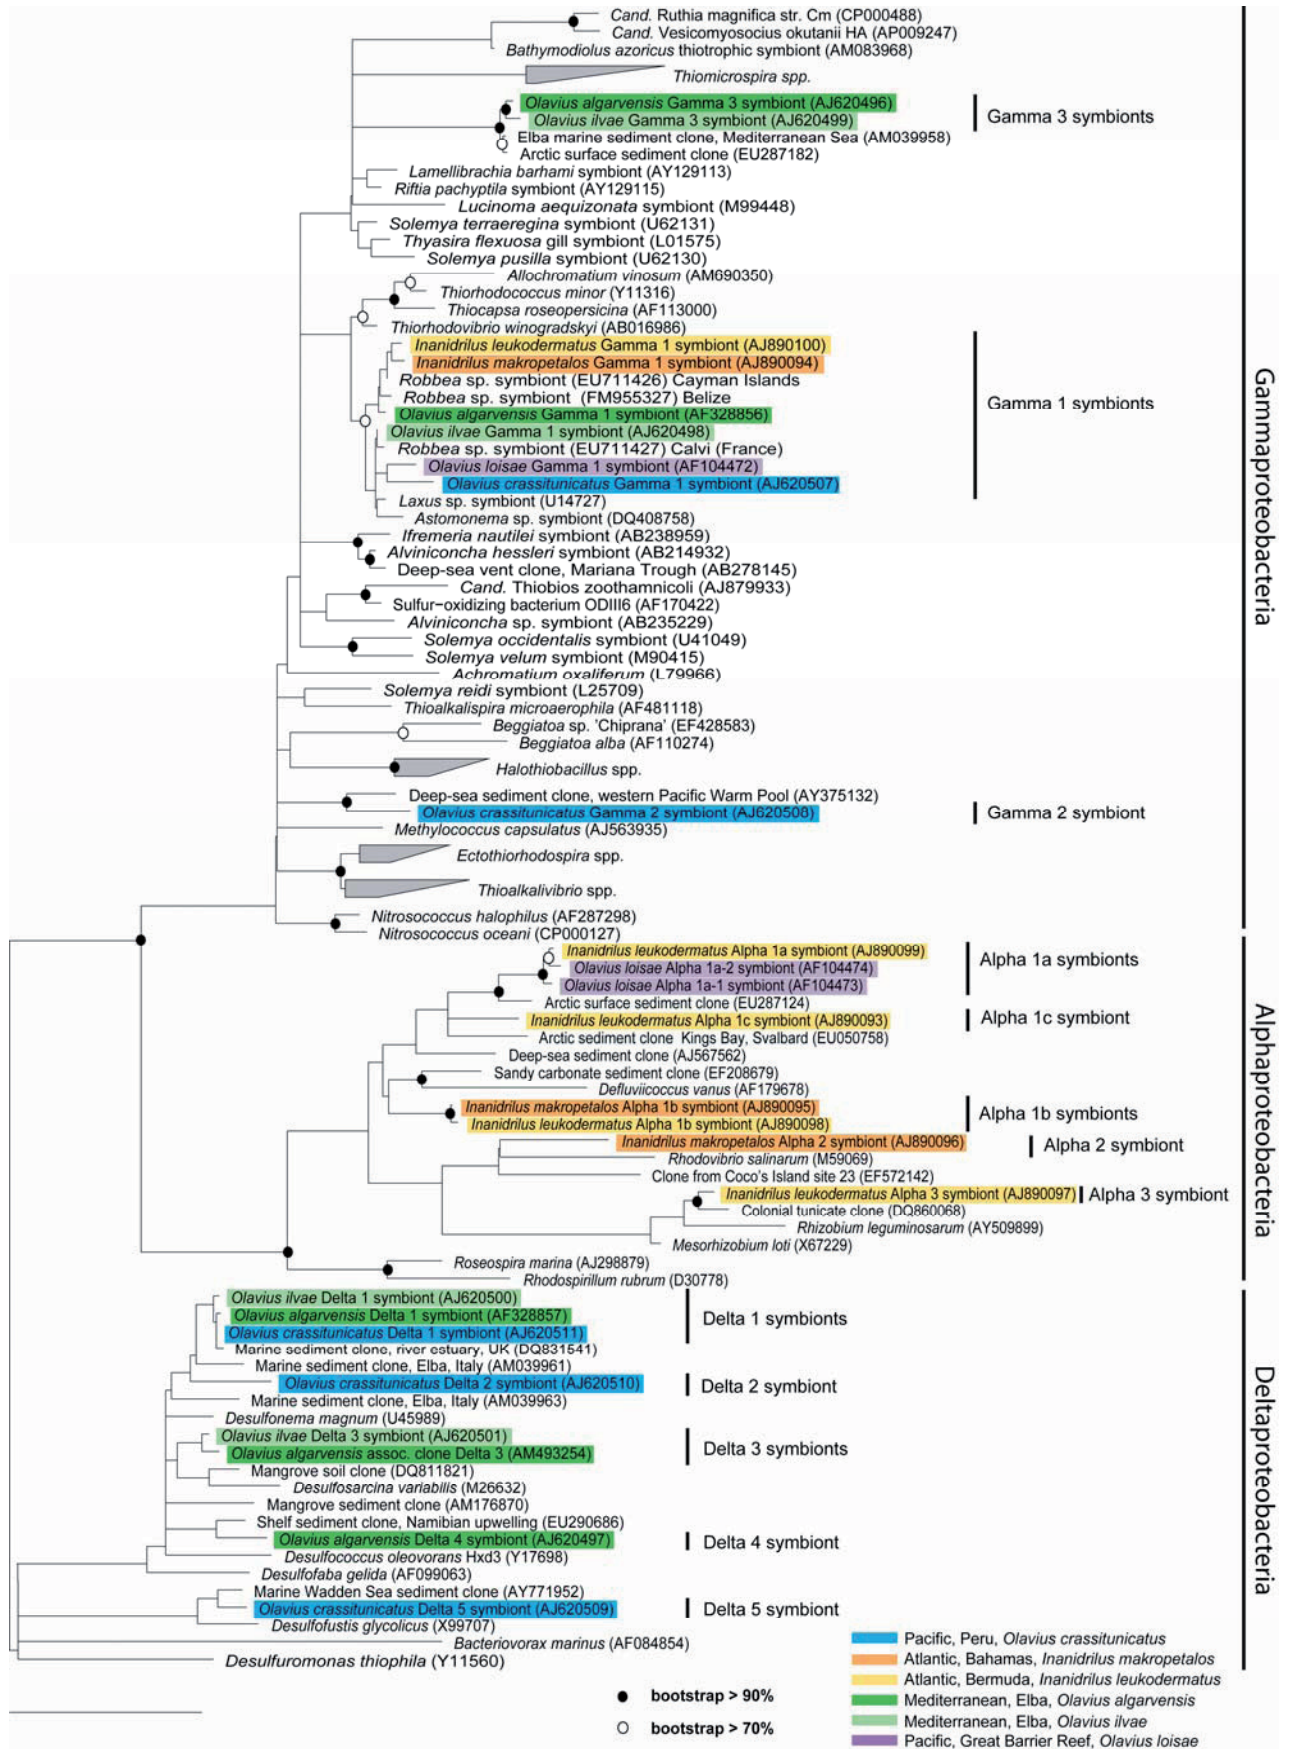 Cand. Ruthia magnifica str. Cm (CP000488)
Cand. Vesicomyosocius okutanii HA (AP009247)
Bathymodiolus azoricus thiotrophic symbiont (AM083968)
Thiomicrospira spp.
Olavius algarvensis Gamma 3 symbiont (AJ620496)
Olavius ilvae Gamma 3 symbiont (AJ620499)
Gamma 3 symbionts
Elba marine sediment clone, Mediterranean Sea (AM039958)
Arctic surface sediment clone (EU287182)
Lamellibrachia barhami symbiont (AY129113)
Riftia pachyptila symbiont (AY129115)
Lucinoma aequizonata symbiont (M99448)
Solemya terraeregina symbiont (U62131)
Thyasira flexuosa gill symbiont (L01575)
Solemya pusilla symbiont (U62130)
Allochromatium vinosum (AM690350)
Thiorhodococcus minor (Y11316)
Thiocapsa roseopersicina (AF113000)
Thiorhodovibrio winogradskyi (AB016986)
Inanidrilus leukodermatus Gamma 1 symbiont (AJ890100)
Inanidrilus makropetalos Gamma 1 symbiont (AJ890094)
Robbea sp. symbiont (EU711426) Cayman Islands
Robbea sp. symbiont (FM955327) Belize
Gamma 1 symbionts
Olavius algarvensis Gamma 1 symbiont (AF328856)
Olavius ilvae Gamma 1 symbiont (AJ620498)
Robbea sp. symbiont (EU711427) Calvi (France)
Olavius loisae Gamma 1 symbiont (AF104472)
Olavius crassitunicatus Gamma 1 symbiont (AJ620507)
Laxus sp. symbiont (U14727)
Astomonema sp. symbiont (DQ408758)
Ifremeria nautilei symbiont (AB238959)
Alviniconcha hessleri symbiont (AB214932)
Deep-sea vent clone, Mariana Trough (AB278145)
Cand. Thiobios zoothamnicoli (AJ879933)
Sulfur-oxidizing bacterium ODIII6 (AF170422)
Alviniconcha sp. symbiont (AB235229)
Solemya occidentalis symbiont (U41049)
Solemya velum symbiont (M90415)
Achromatium oxaliferum (L79966)
Solemya reidi symbiont (L25709)
Thioalkalispira microaerophila (AF481118)
Beggiatoa sp. 'Chiprana' (EF428583)
Beggiatoa alba (AF110274)
Halothiobacillus spp.
Deep-sea sediment clone, western Pacific Warm Pool (AY375132)
Olavius crassitunicatus Gamma 2 symbiont (AJ620508)
Gamma 2 symbiont
Methylococcus capsulatus (AJ563935)
Ectothiorhodospira spp.
Thioalkalivibrio spp.
Nitrosococcus halophilus (AF287298)
Nitrosococcus oceani (CP000127)
Gammaproteobacteria
Inanidrilus leukodermatus Alpha 1a symbiont (AJ890099)
Olavius loisae Alpha 1a-2 symbiont (AF104474)
Olavius loisae Alpha 1a-1 symbiont (AF104473)
Alpha 1a symbionts
Arctic surface sediment clone (EU287124)
Inanidrilus leukodermatus Alpha 1c symbiont (AJ890093)
Alpha 1c symbiont
Arctic sediment clone Kings Bay, Svalbard (EU050758)
Deep-sea sediment clone (AJ567562)
Sandy carbonate sediment clone (EF208679)
Defluviicoccus vanus (AF179678)
Inanidrilus makropetalos Alpha 1b symbiont (AJ890095)
Inanidrilus leukodermatus Alpha 1b symbiont (AJ890098)
Alpha 1b symbionts
Inanidrilus makropetalos Alpha 2 symbiont (AJ890096)
Alpha 2 symbiont
Rhodovibrio salinarum (M59069)
Clone from Coco's Island site 23 (EF572142)
Inanidrilus leukodermatus Alpha 3 symbiont (AJ890097)
Alpha 3 symbiont
Colonial tunicate clone (DQ860068)
Rhizobium leguminosarum (AY509899)
Mesorhizobium loti (X67229)
Roseospira marina (AJ298879)
Rhodospirillum rubrum (D30778)
Alphaproteobacteria
Olavius ilvae Delta 1 symbiont (AJ620500)
Olavius algarvensis Delta 1 symbiont (AF328857)
Olavius crassitunicatus Delta 1 symbiont (AJ620511)
Delta 1 symbionts
Marine sediment clone, river estuary, UK (DQ831541)
Marine sediment clone, Elba, Italy (AM039961)
Olavius crassitunicatus Delta 2 symbiont (AJ620510)
Delta 2 symbiont
Marine sediment clone, Elba, Italy (AM039963)
Desulfonema magnum (U45989)
Olavius ilvae Delta 3 symbiont (AJ620501)
Olavius algarvensis assoc. clone Delta 3 (AM493254)
Delta 3 symbionts
Mangrove soil clone (DQ811821)
Desulfosarcina variabilis (M26632)
Mangrove sediment clone (AM176870)
Shelf sediment clone, Namibian upwelling (EU290686)
Olavius algarvensis Delta 4 symbiont (AJ620497)
Delta 4 symbiont
Desulfococcus oleovorans Hxd3 (Y17698)
Desulfofaba gelida (AF099063)
Marine Wadden Sea sediment clone (AY771952)
Olavius crassitunicatus Delta 5 symbiont (AJ620509)
Delta 5 symbiont
Desulfofustis glycolicus (X99707)
Bacteriovorax marinus (AF084854)
Desulfuromonas thiophila (Y11560)
Deltaproteobacteria
bootstrap > 90%
bootstrap > 70%
Pacific, Peru, Olavius crassitunicatus
Atlantic, Bahamas, Inanidrilus makropetalos
Atlantic, Bermuda, Inanidrilus leukodermatus
Mediterranean, Elba, Olavius algarvensis
Mediterranean, Elba, Olavius ilvae
Pacific, Great Barrier Reef, Olavius loisae